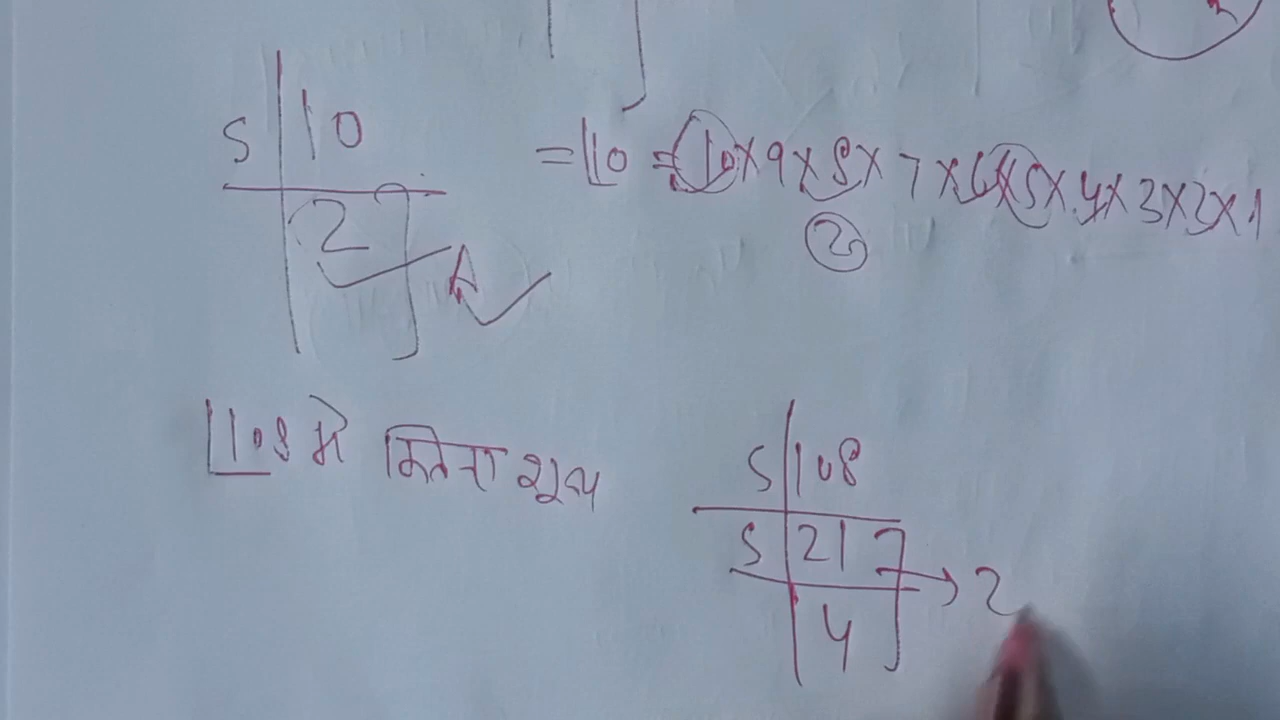 5 | 10
2
= ⌊10 = 10×9×8×7×6×5×4×3×2×1
2
⌊108 मे कितना शून्य
5 | 108
5 | 21
4
→ 2